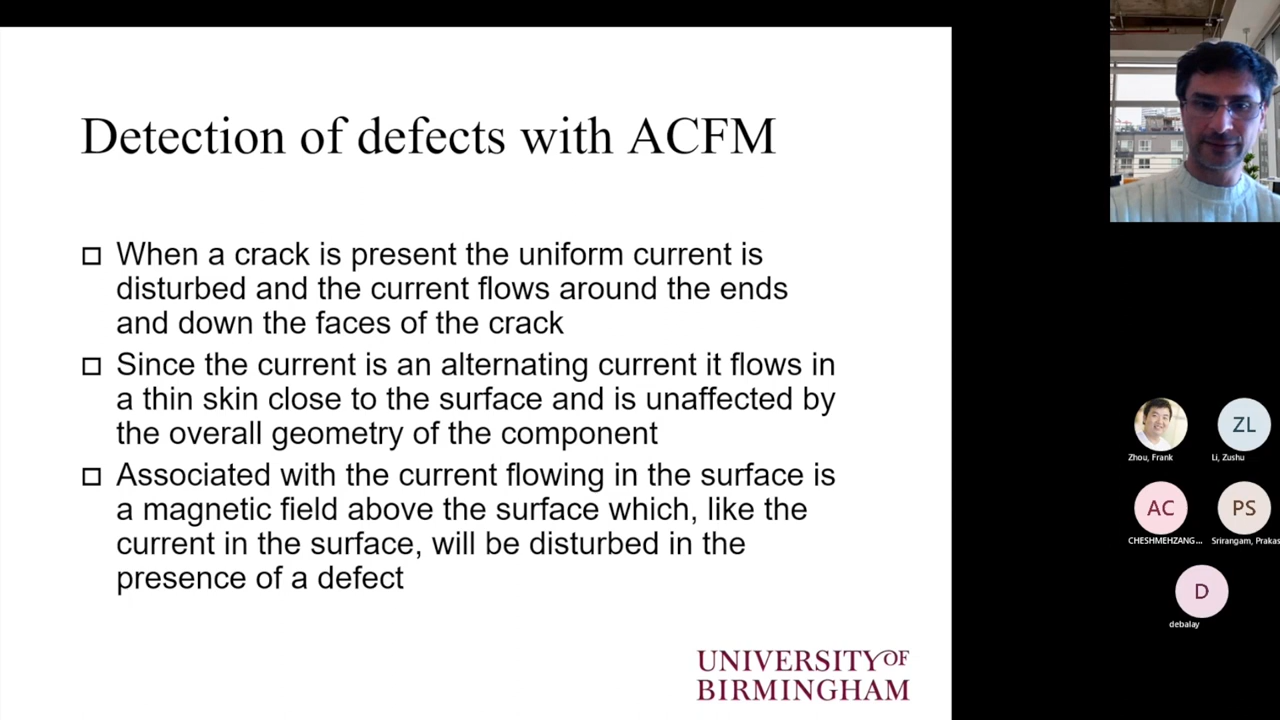 Detection of defects with ACFM
When a crack is present the uniform current is
disturbed and the current flows around the ends
and down the faces of the crack
Since the current is an alternating current it flows in
a thin skin close to the surface and is unaffected by
the overall geometry of the component
Associated with the current flowing in the surface is
a magnetic field above the surface which, like the
current in the surface, will be disturbed in the
presence of a defect
UNIVERSITY OF
BIRMINGHAM
ZL
Zhou, Frank
Li, Zushu
AC
PS
CHESHMEHZANG...
Srirangam, Prakas
D
debalay